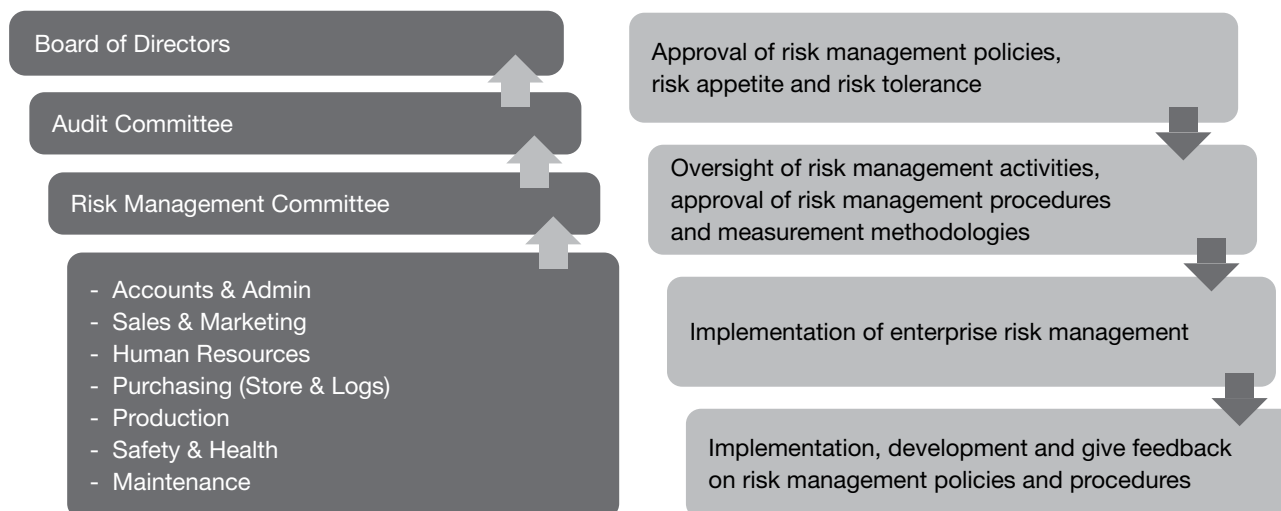 Board of Directors
Audit Committee
Risk Management Committee
- Accounts & Admin
- Sales & Marketing
- Human Resources
- Purchasing (Store & Logs)
- Production
- Safety & Health
- Maintenance
Approval of risk management policies,
risk appetite and risk tolerance
Oversight of risk management activities,
approval of risk management procedures
and measurement methodologies
Implementation of enterprise risk management
Implementation, development and give feedback
on risk management policies and procedures